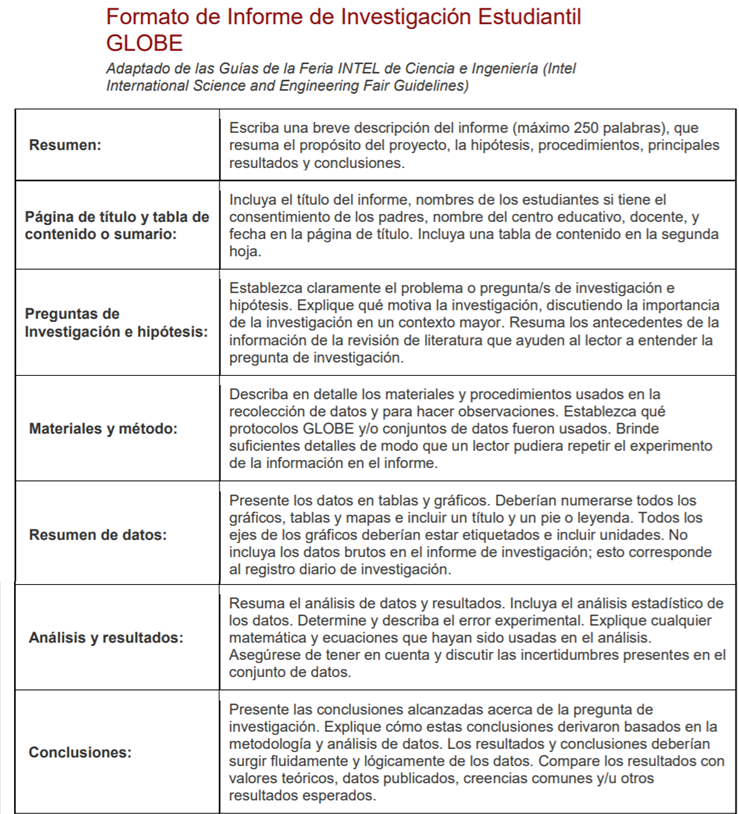 Formato de Informe de Investigación Estudiantil
GLOBE
Adaptado de las Guías de la Feria INTEL de Ciencia e Ingeniería (Intel
International Science and Engineering Fair Guidelines)
Resumen:
Escriba una breve descripción del informe (máximo 250 palabras), que
resuma el propósito del proyecto, la hipótesis, procedimientos, principales
resultados y conclusiones.
Página de título y tabla de
contenido o sumario:
Incluya el título del informe, nombres de los estudiantes si tiene el
consentimiento de los padres, nombre del centro educativo, docente, y
fecha en la página de título. Incluya una tabla de contenido en la segunda
hoja.
Preguntas de
Investigación e hipótesis:
Establezca claramente el problema o pregunta/s de investigación e
hipótesis. Explique qué motiva la investigación, discutiendo la importancia
de la investigación en un contexto mayor. Resuma los antecedentes de la
información de la revisión de literatura que ayuden al lector a entender la
pregunta de investigación.
Materiales y método:
Describa en detalle los materiales y procedimientos usados en la
recolección de datos y para hacer observaciones. Establezca qué
protocolos GLOBE y/o conjuntos de datos fueron usados. Brinde
suficientes detalles de modo que un lector pudiera repetir el experimento
de la información en el informe.
Resumen de datos:
Presente los datos en tablas y gráficos. Deberían numerarse todos los
gráficos, tablas y mapas e incluir un título y un pie o leyenda. Todos los
ejes de los gráficos deberían estar etiquetados e incluir unidades. No
incluya los datos brutos en el informe de investigación; esto corresponde
al registro diario de investigación.
Análisis y resultados:
Resuma el análisis de datos y resultados. Incluya el análisis estadístico de
los datos. Determine y describa el error experimental. Explique cualquier
matemática y ecuaciones que hayan sido usadas en el análisis.
Asegúrese de tener en cuenta y discutir las incertidumbres presentes en el
conjunto de datos.
Conclusiones:
Presente las conclusiones alcanzadas acerca de la pregunta de
investigación. Explique cómo estas conclusiones derivaron basados en la
metodología y análisis de datos. Los resultados y conclusiones deberían
surgir fluidamente y lógicamente de los datos. Compare los resultados con
valores teóricos, datos publicados, creencias comunes y/u otros
resultados esperados.